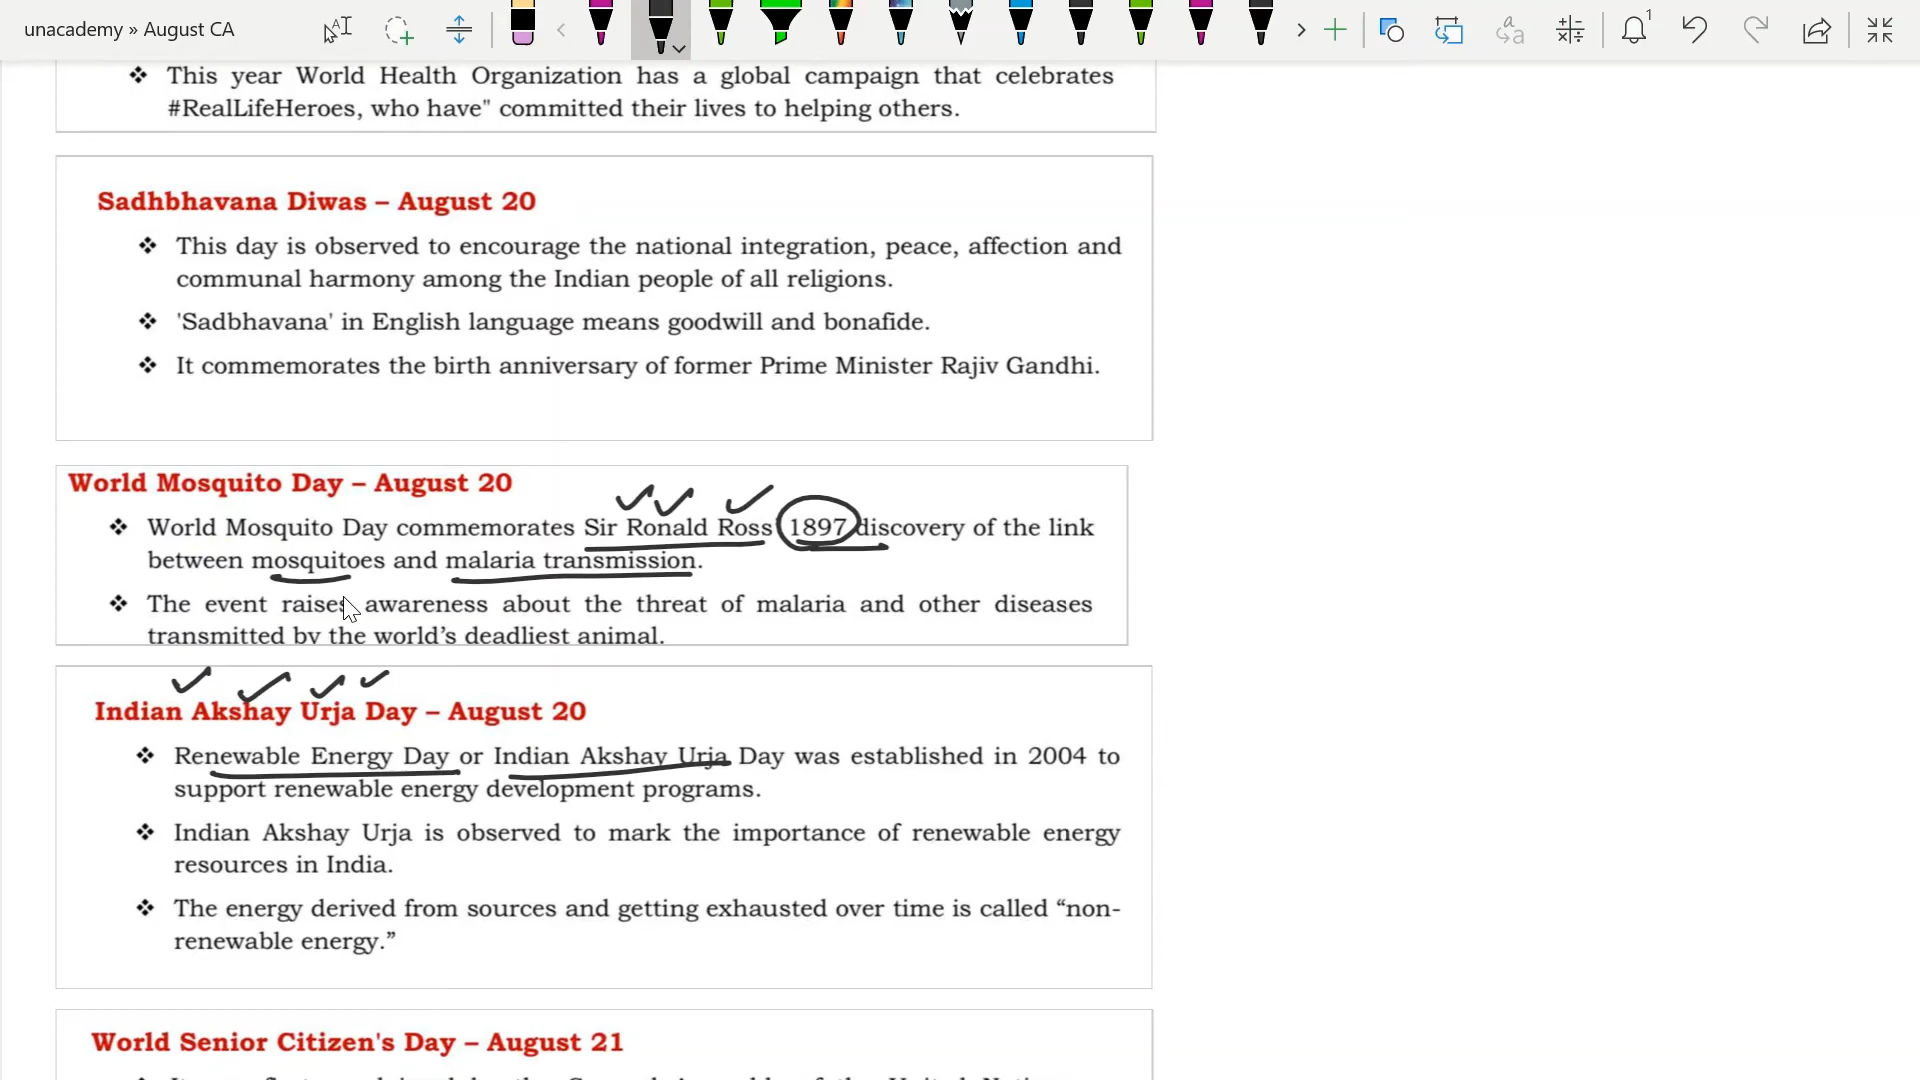 unacademy » August CA
1
❖ This year World Health Organization has a global campaign that celebrates
#RealLifeHeroes, who have" committed their lives to helping others.
Sadhbhavana Diwas – August 20
❖ This day is observed to encourage the national integration, peace, affection and
communal harmony among the Indian people of all religions.
❖ 'Sadbhavana' in English language means goodwill and bonafide.
❖ It commemorates the birth anniversary of former Prime Minister Rajiv Gandhi.
World Mosquito Day – August 20
❖ World Mosquito Day commemorates Sir Ronald Ross' 1897 discovery of the link
between mosquitoes and malaria transmission.
❖ The event raises awareness about the threat of malaria and other diseases
transmitted by the world's deadliest animal.
Indian Akshay Urja Day – August 20
❖ Renewable Energy Day or Indian Akshay Urja Day was established in 2004 to
support renewable energy development programs.
❖ Indian Akshay Urja is observed to mark the importance of renewable energy
resources in India.
❖ The energy derived from sources and getting exhausted over time is called “non-
renewable energy.”
World Senior Citizen's Day – August 21